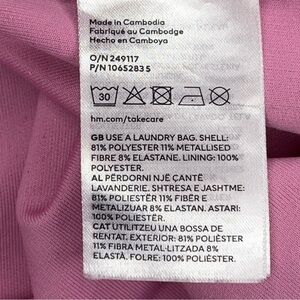 Made in Cambodia
Fabriqué au Cambodge
Hecho en Camboya
O/N 249117
P/N 1065283 S
30
hm.com/takecare
GB USE A LAUNDRY BAG. SHELL:
81% POLYESTER 11% METALLISED
FIBRE 8% ELASTANE. LINING: 100%
POLYESTER.
AL PËRDORNI NJË ÇANTË
LAVANDERIE. SHTRESA E JASHTME:
81% POLIESTËR 11% FIBËR E
METALIZUAR 8% ELASTAN. ASTARI:
100% POLIESTËR.
CAT UTILITZEU UNA BOSSA DE
RENTAT. EXTERIOR: 81% POLIÈSTER
11% FIBRA METAL·LITZADA 8%
ELASTÀ. FOLRE: 100% POLIÈSTER.